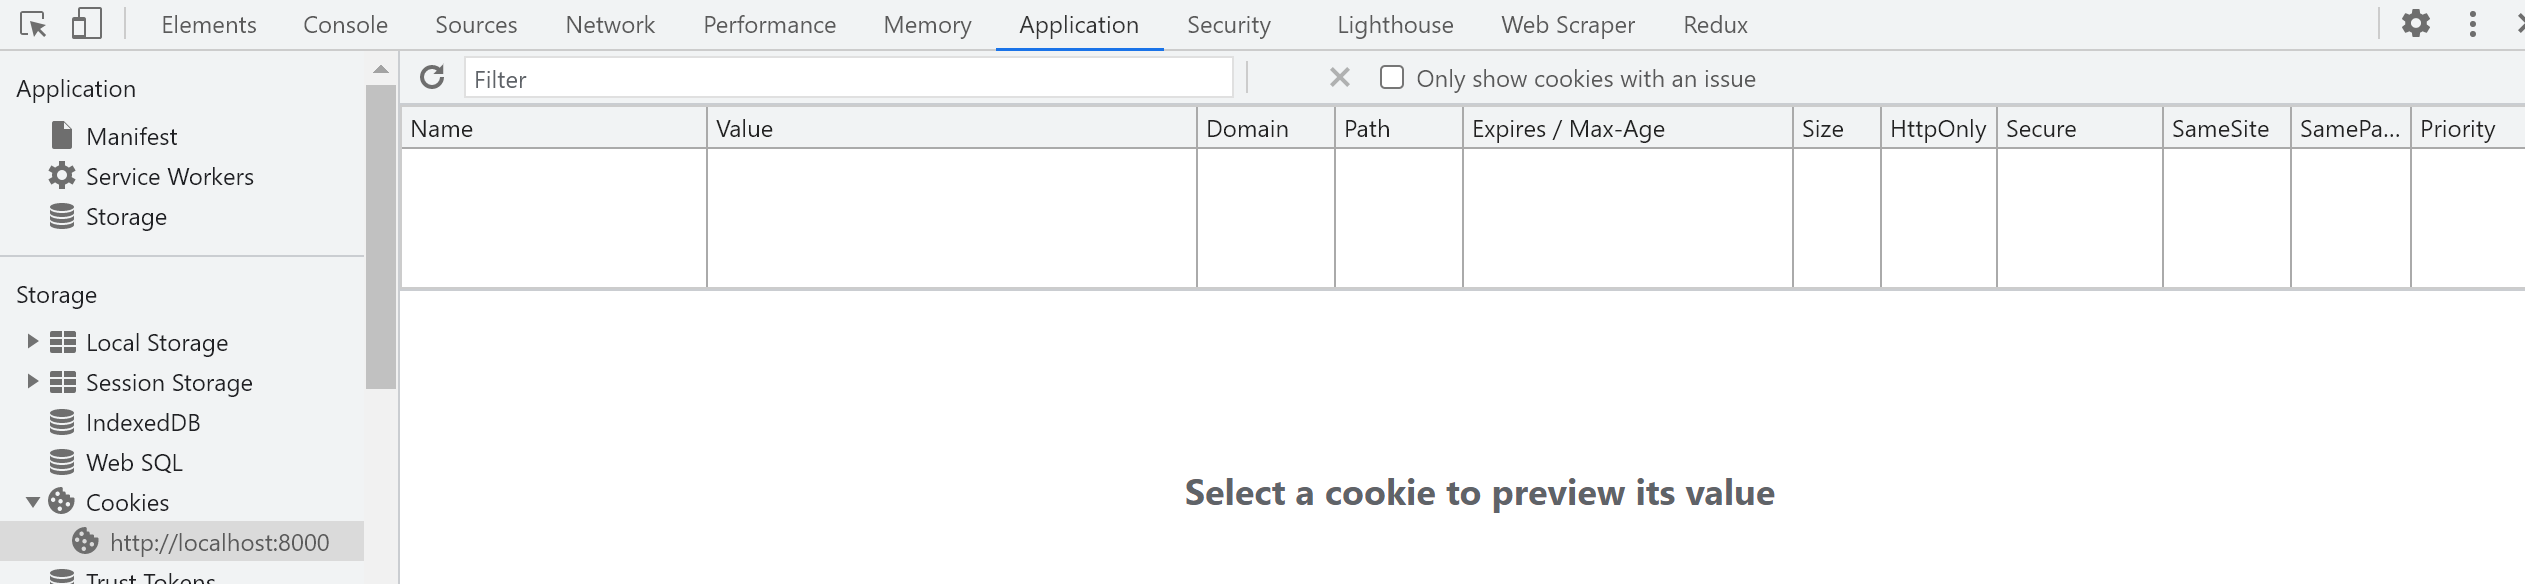 Elements Console Sources Network Performance Memory Application Security Lighthouse Web Scraper Redux
Application
Manifest
Service Workers
Storage
Storage
Local Storage
Session Storage
IndexedDB
Web SQL
Cookies
http://localhost:8000
Trust Tokens
Filter
Only show cookies with an issue
Name Value Domain Path Expires / Max-Age Size HttpOnly Secure SameSite SamePa... Priority
Select a cookie to preview its value